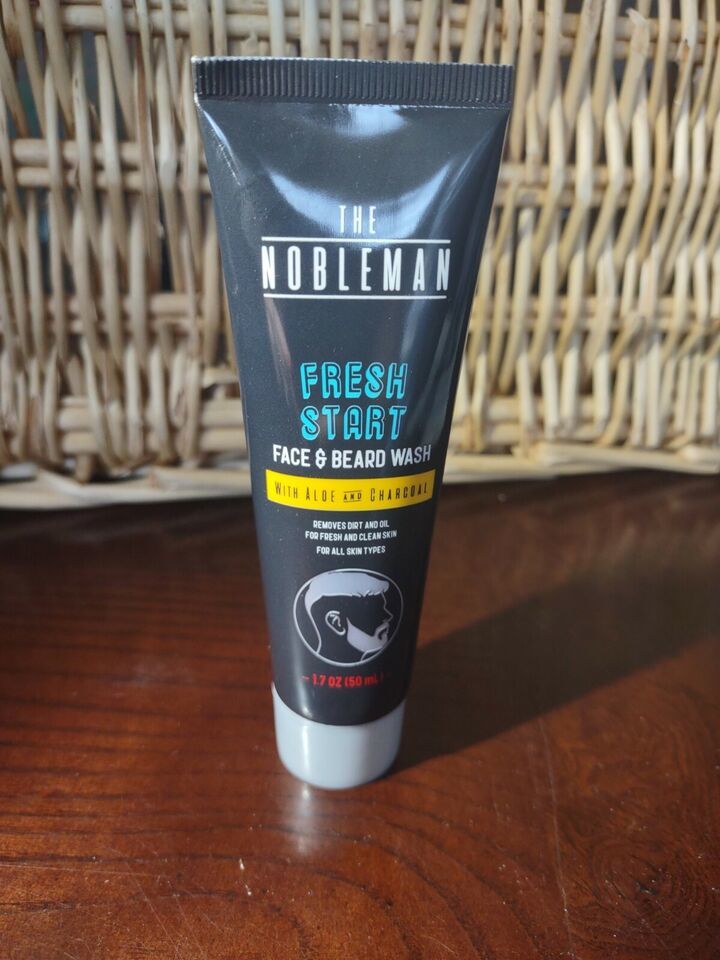 THE
NOBLEMAN
FRESH
START
FACE & BEARD WASH
WITH ALOE AND CHARCOAL
REMOVES DIRT AND OIL
FOR FRESH AND CLEAN SKIN
FOR ALL SKIN TYPES
- 1.7 OZ (50 mL) -